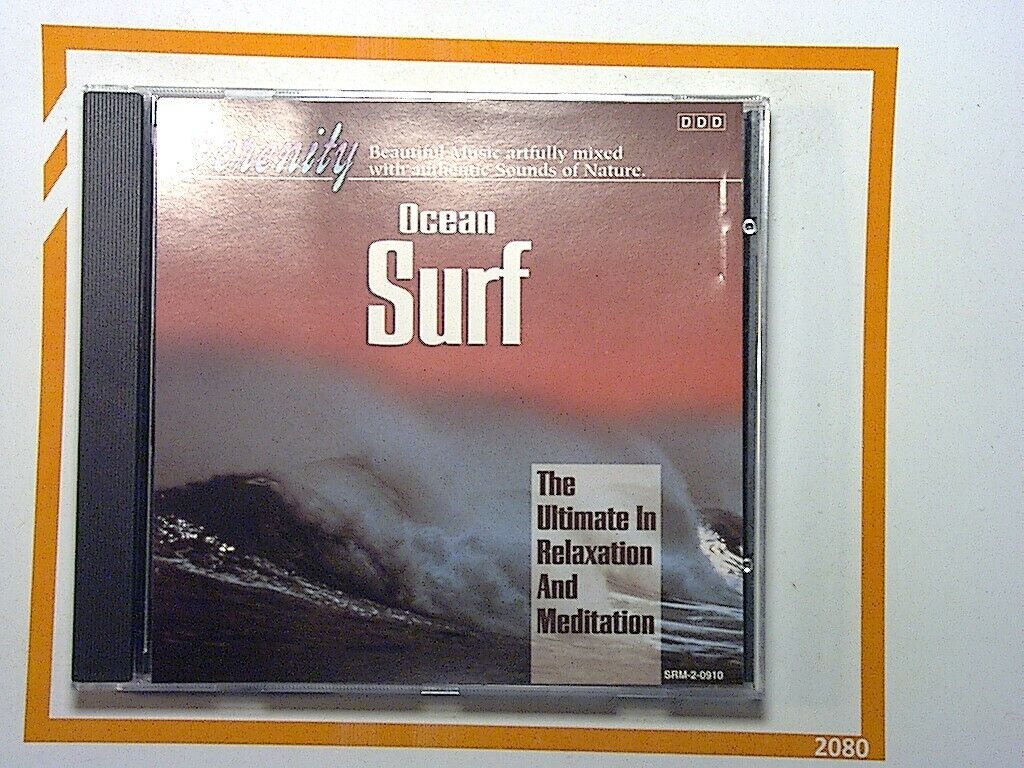 Serenity
Beautiful Music artfully mixed
with authentic Sounds of Nature.
DDD
Ocean
Surf
The
Ultimate In
Relaxation
And
Meditation
SRM-2-0910
2080